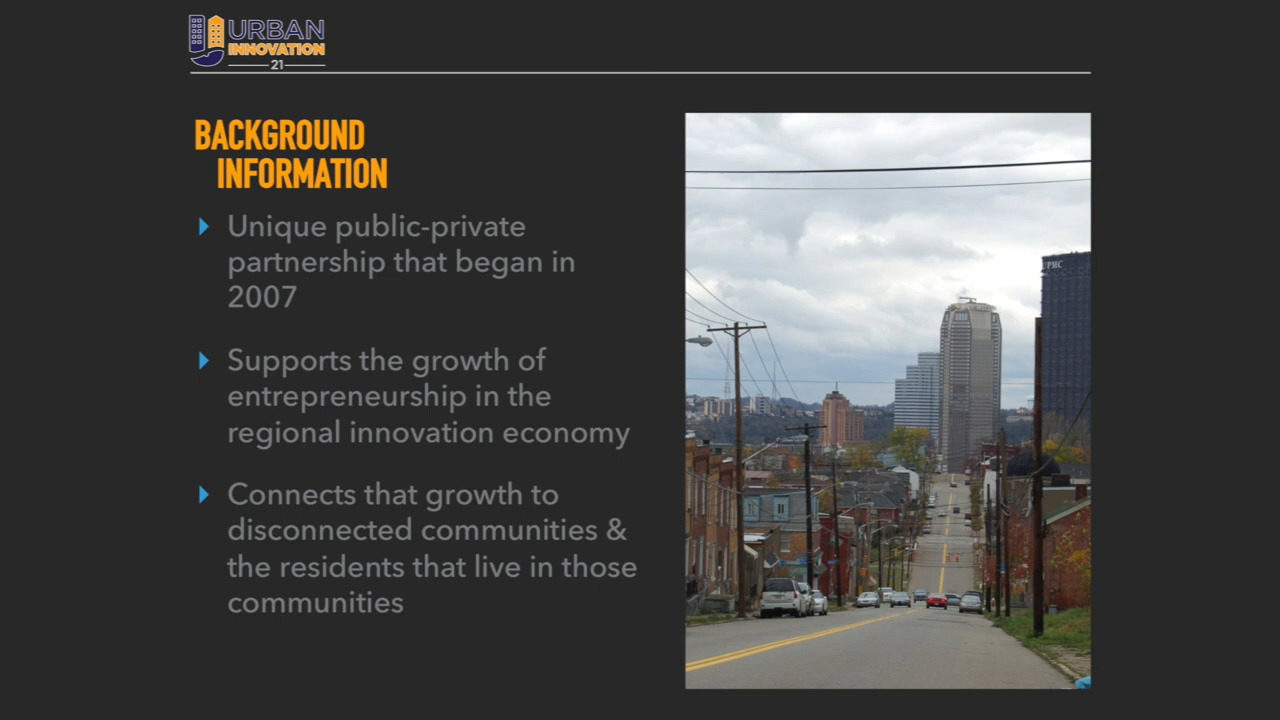 URBAN
INNOVATION
21
BACKGROUND
INFORMATION
Unique public-private
partnership that began in
2007
Supports the growth of
entrepreneurship in the
regional innovation economy
Connects that growth to
disconnected communities &
the residents that live in those
communities
UPMC